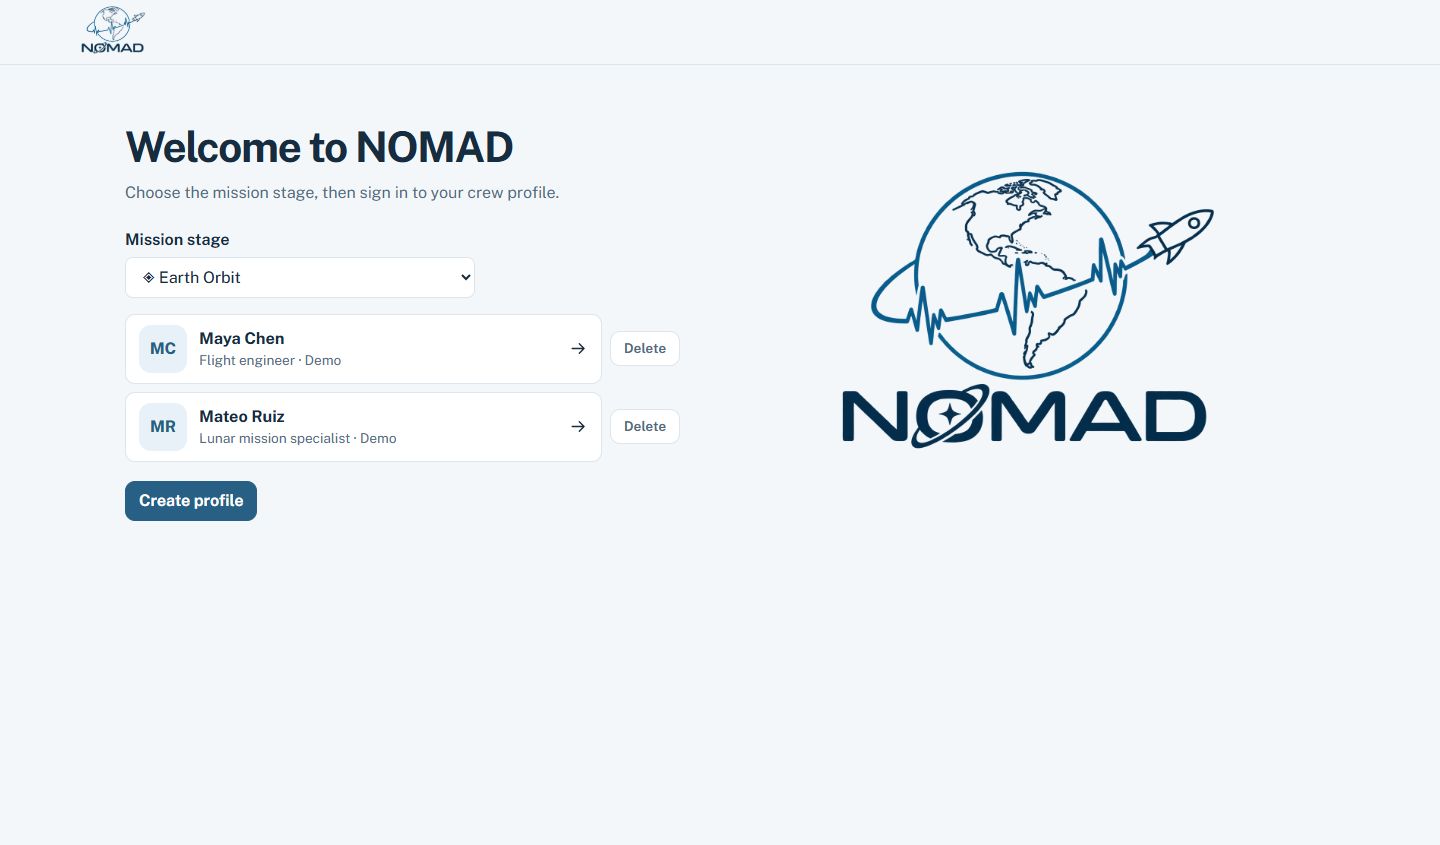 NOMAD
Welcome to NOMAD
Choose the mission stage, then sign in to your crew profile.
Mission stage
Earth Orbit
MC
Maya Chen
Flight engineer · Demo
Delete
MR
Mateo Ruiz
Lunar mission specialist · Demo
Delete
Create profile
NOMAD